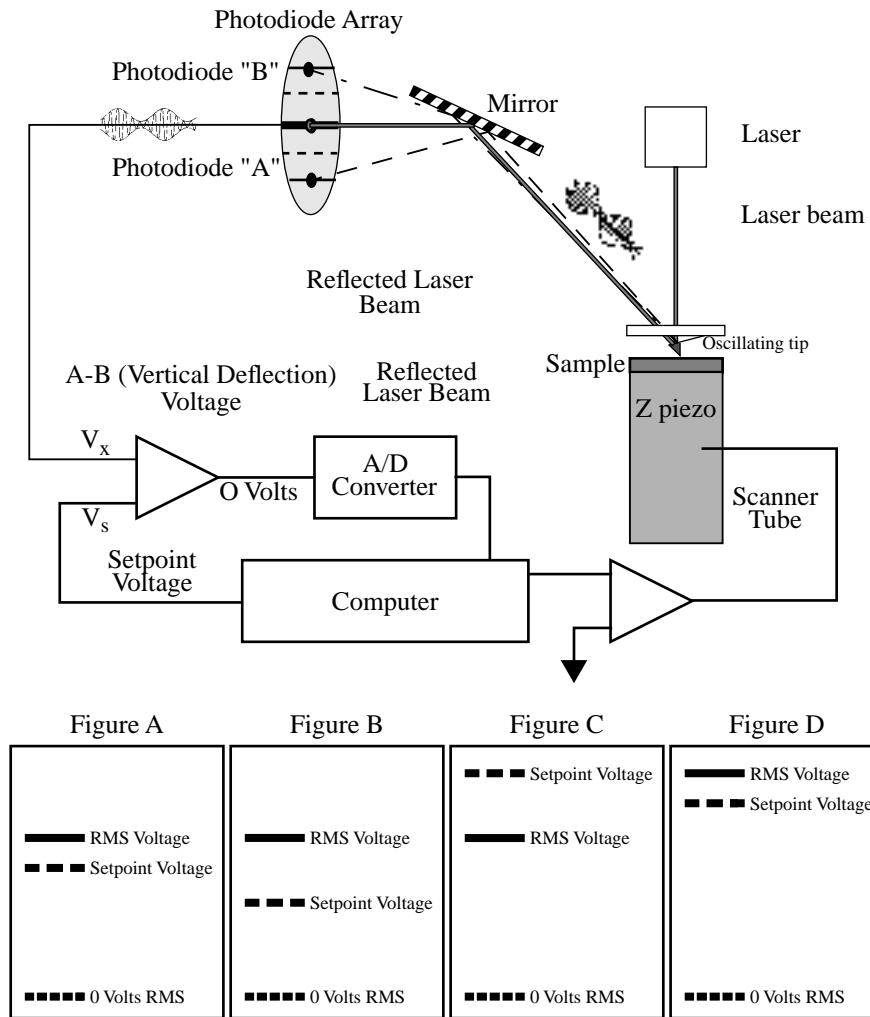 Photodiode Array
Photodiode "B"
Mirror
Laser
Photodiode "A"
Laser beam
Reflected Laser
Beam
Oscillating tip
Sample
A-B (Vertical Deflection)
Voltage
Reflected
Laser Beam
Z piezo
Vx
A/D
Converter
O Volts
Scanner
Tube
Vs
Setpoint
Voltage
Computer
Figure A
Figure B
Figure C
Figure D
Setpoint Voltage
RMS Voltage
Setpoint Voltage
RMS Voltage
RMS Voltage
RMS Voltage
Setpoint Voltage
Setpoint Voltage
0 Volts RMS
0 Volts RMS
0 Volts RMS
0 Volts RMS